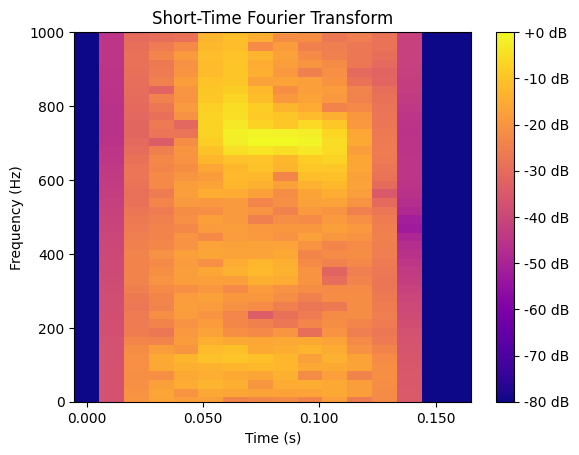 Short-Time Fourier Transform
1000
800
600
400
200
0
Frequency (Hz)
0.000
0.050
0.100
0.150
Time (s)
+0 dB
-10 dB
-20 dB
-30 dB
-40 dB
-50 dB
-60 dB
-70 dB
-80 dB